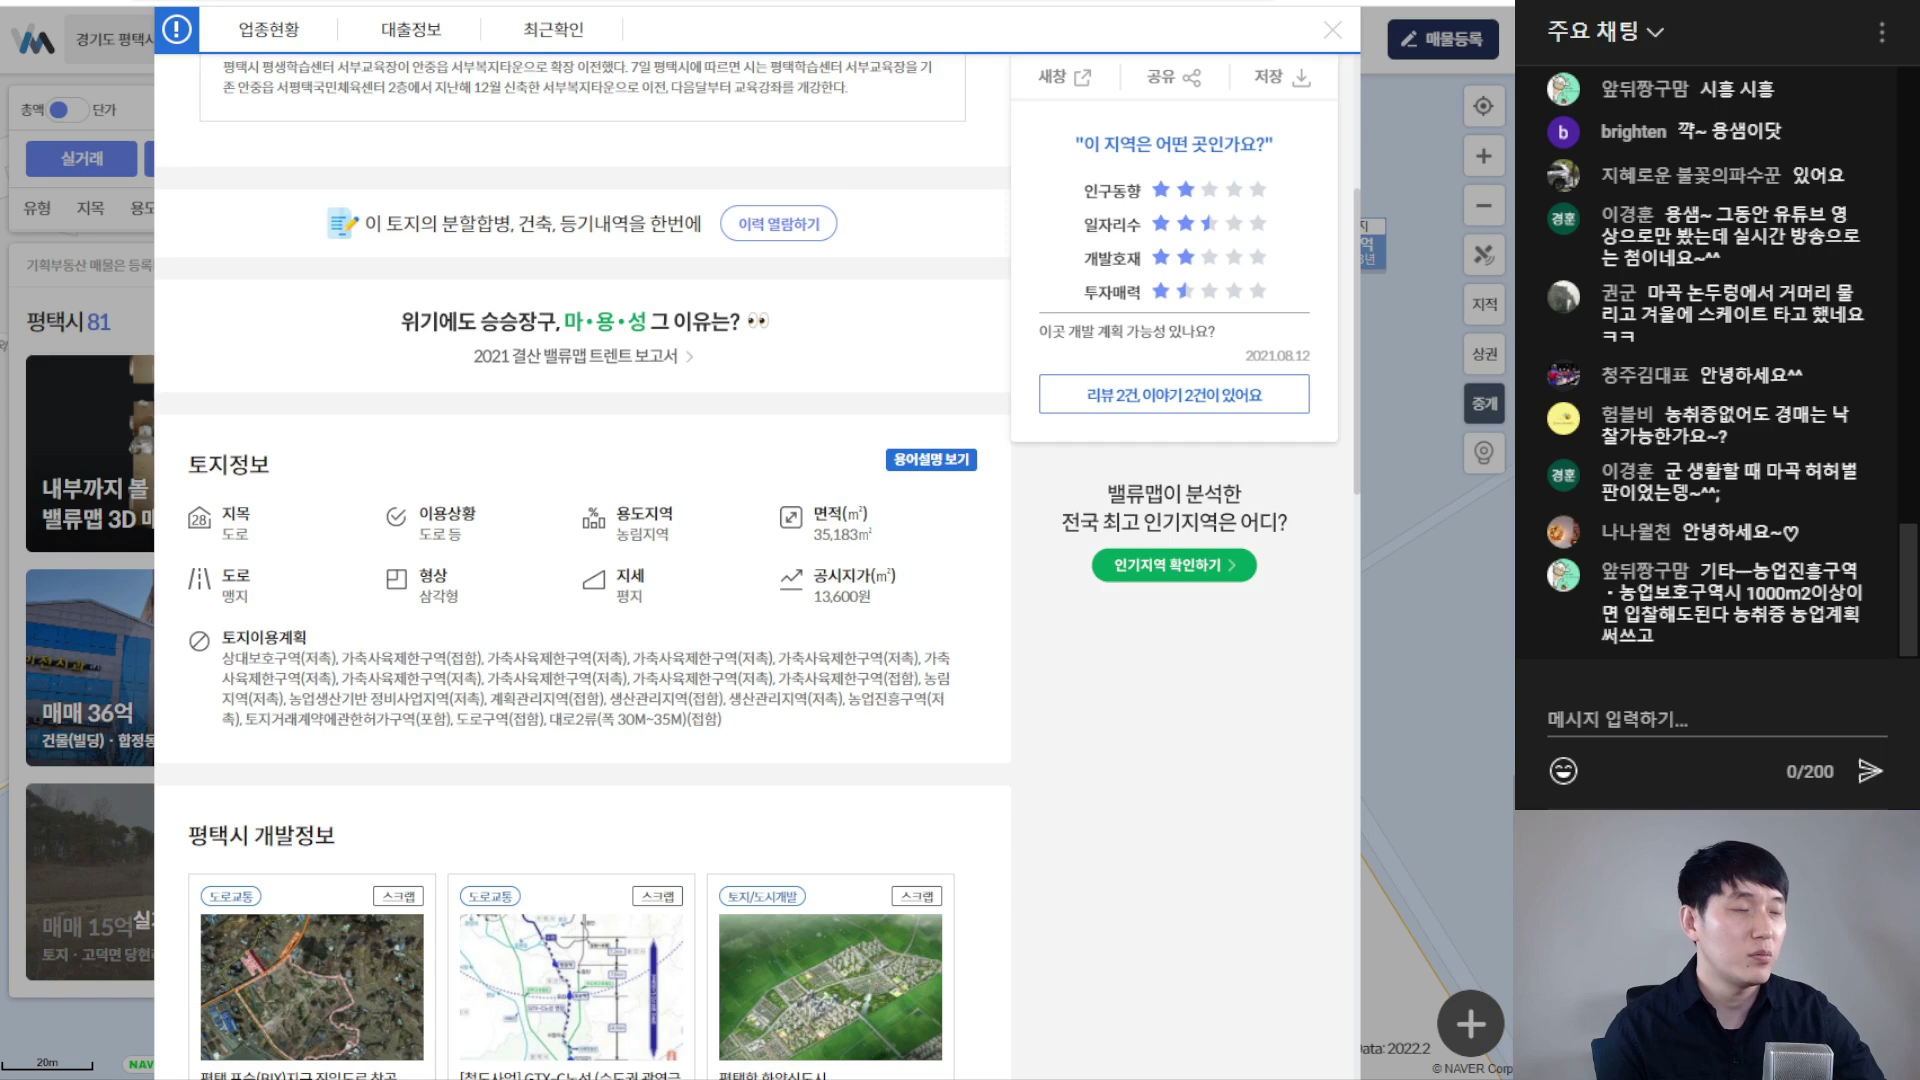 업종현황
대출정보
최근확인
경기도 평택시
매물등록
총액
단가
실거래
유형
지목
용도
기획부동산 매물은 등록
평택시 81
내부까지 볼
밸류맵 3D 매
매매 36억
건물(빌딩)・합정동
매매 15억
토지・고덕면 당현리
20m
평택시 평생학습센터 서부교육장이 안중읍 서부복지타운으로 확장 이전했다. 7일 평택시에 따르면 시는 평택학습센터 서부교육장을 기
존 안중읍 서평택국민체육센터 2층에서 지난해 12월 신축한 서부복지타운으로 이전, 다음달부터 교육강좌를 개강한다.
이 토지의 분할합병, 건축, 등기내역을 한번에
이력 열람하기
위기에도 승승장구, 마・용・성 그 이유는?
2021 결산 밸류맵 트렌트 보고서
토지정보
용어설명 보기
28
지목
도로
이용상황
도로 등
용도지역
농림지역
면적(㎡)
35,183㎡
도로
맹지
형상
삼각형
지세
평지
공시지가(㎡)
13,600원
토지이용계획
상대보호구역(저촉), 가축사육제한구역(접함), 가축사육제한구역(저촉), 가축사육제한구역(저촉), 가축사육제한구역(저촉), 가축
사육제한구역(저촉), 가축사육제한구역(저촉), 가축사육제한구역(저촉), 가축사육제한구역(저촉), 가축사육제한구역(접함), 농림
지역(저촉), 농업생산기반 정비사업지역(저촉), 계획관리지역(접함), 생산관리지역(접함), 생산관리지역(저촉), 농업진흥구역(저
촉), 토지거래계약에관한허가구역(포함), 도로구역(접함), 대로2류(폭 30M~35M)(접함)
평택시 개발정보
도로교통
스크랩
도로교통
스크랩
토지/도시개발
스크랩
새창
공유
저장
"이 지역은 어떤 곳인가요?"
인구동향
일자리수
개발호재
투자매력
이곳 개발 계획 가능성 있나요?
2021.08.12
리뷰 2건, 이야기 2건이 있어요
밸류맵이 분석한
전국 최고 인기지역은 어디?
인기지역 확인하기
지적
상권
중개
Data: 2022.2
© NAVER Corp
주요 채팅
앞뒤짱구맘 시흥 시흥
b
brighten 꺅~ 용샘이닷
지혜로운 불꽃의파수꾼 있어요
경훈
이경훈 용샘~ 그동안 유튜브 영
상으로만 봤는데 실시간 방송으로
는 첨이네요~^^
권군 마곡 논두렁에서 거머리 물
리고 겨울에 스케이트 타고 했네요
ㅋㅋ
청주김대표 안녕하세요^^
험블비 농취증없어도 경매는 낙
찰가능한가요~?
경훈
이경훈 군 생활할 때 마곡 허허벌
판이었는뎅~^^;
나나윌천 안녕하세요~♡
앞뒤짱구맘 기타ㅡ농업진흥구역
・농업보호구역시 1000m2이상이
면 입찰해도된다 농취증 농업계획
써쓰고
메시지 입력하기...
0/200